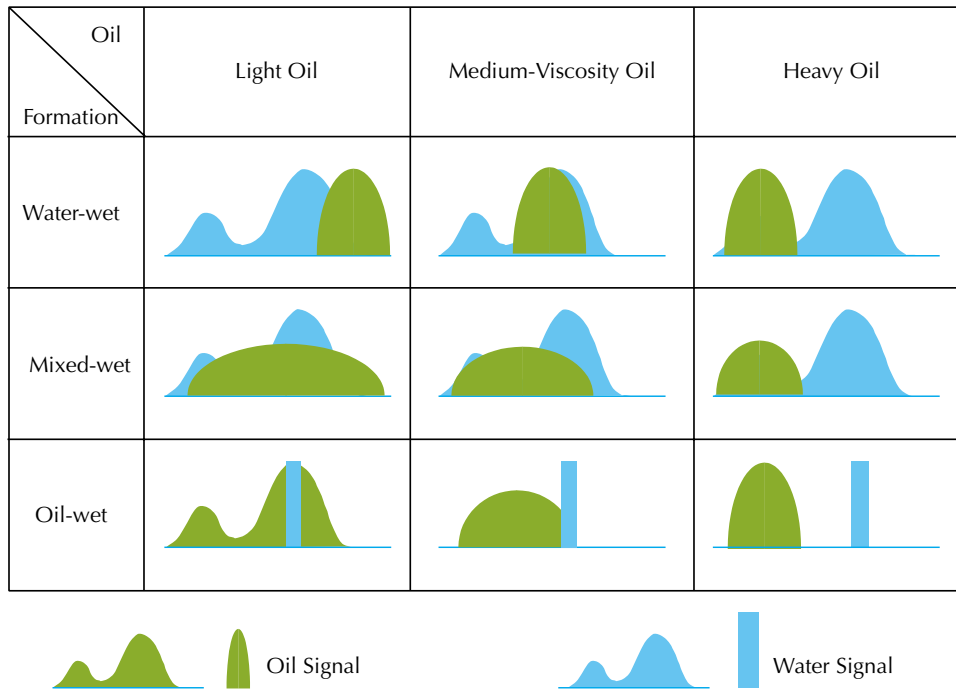 Oil
Formation
Light Oil
Medium-Viscosity Oil
Heavy Oil
Water-wet
Mixed-wet
Oil-wet
Oil Signal
Water Signal